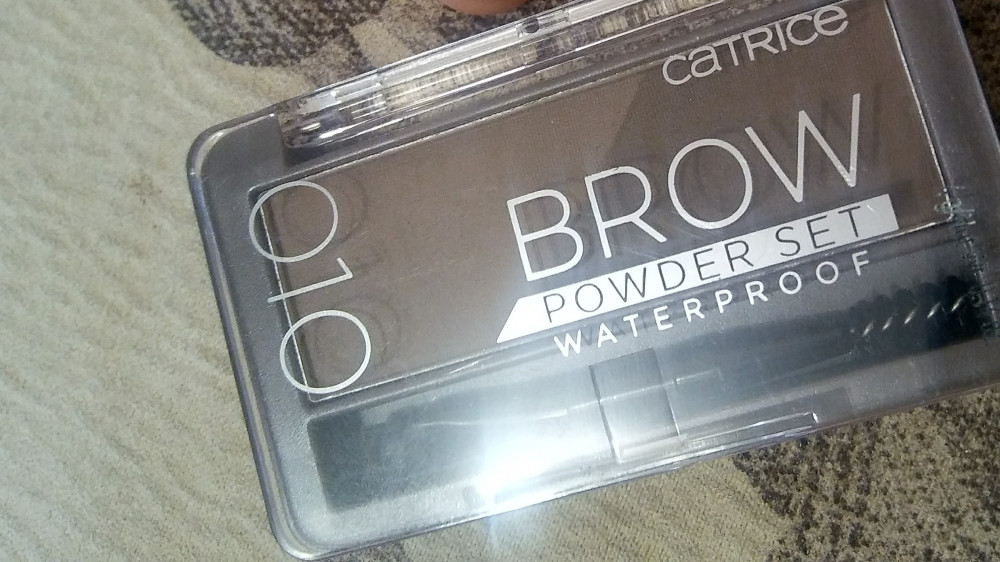 CATRICE
BROW
POWDER SET
WATERPROOF
010